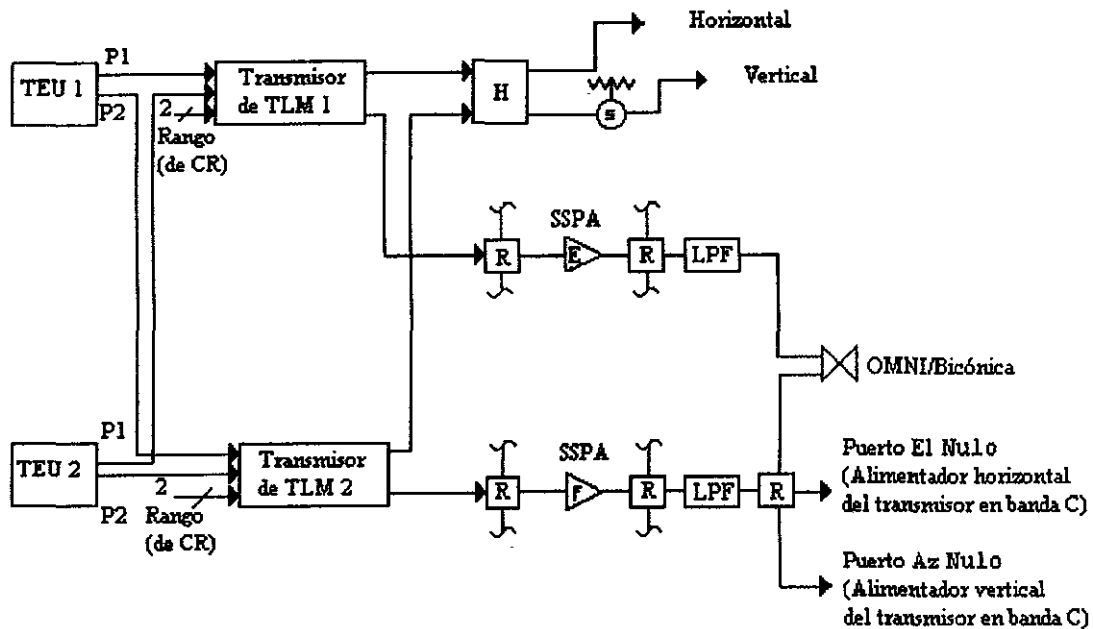 Horizontal
P1
TEU 1
P2
2
Rango
(de CR)
Transmisor
de TLM 1
H
S
Vertical
SSPA
R
E
R
LPF
OMNI/Bicónica
P1
TEU 2
2
P2
Rango
(de CR)
Transmisor
de TLM 2
SSPA
R
F
R
LPF
R
Puerto El Nulo
(Alimentador horizontal
del transmisor en banda C)
Puerto Az Nulo
(Alimentador vertical
del transmisor en banda C)